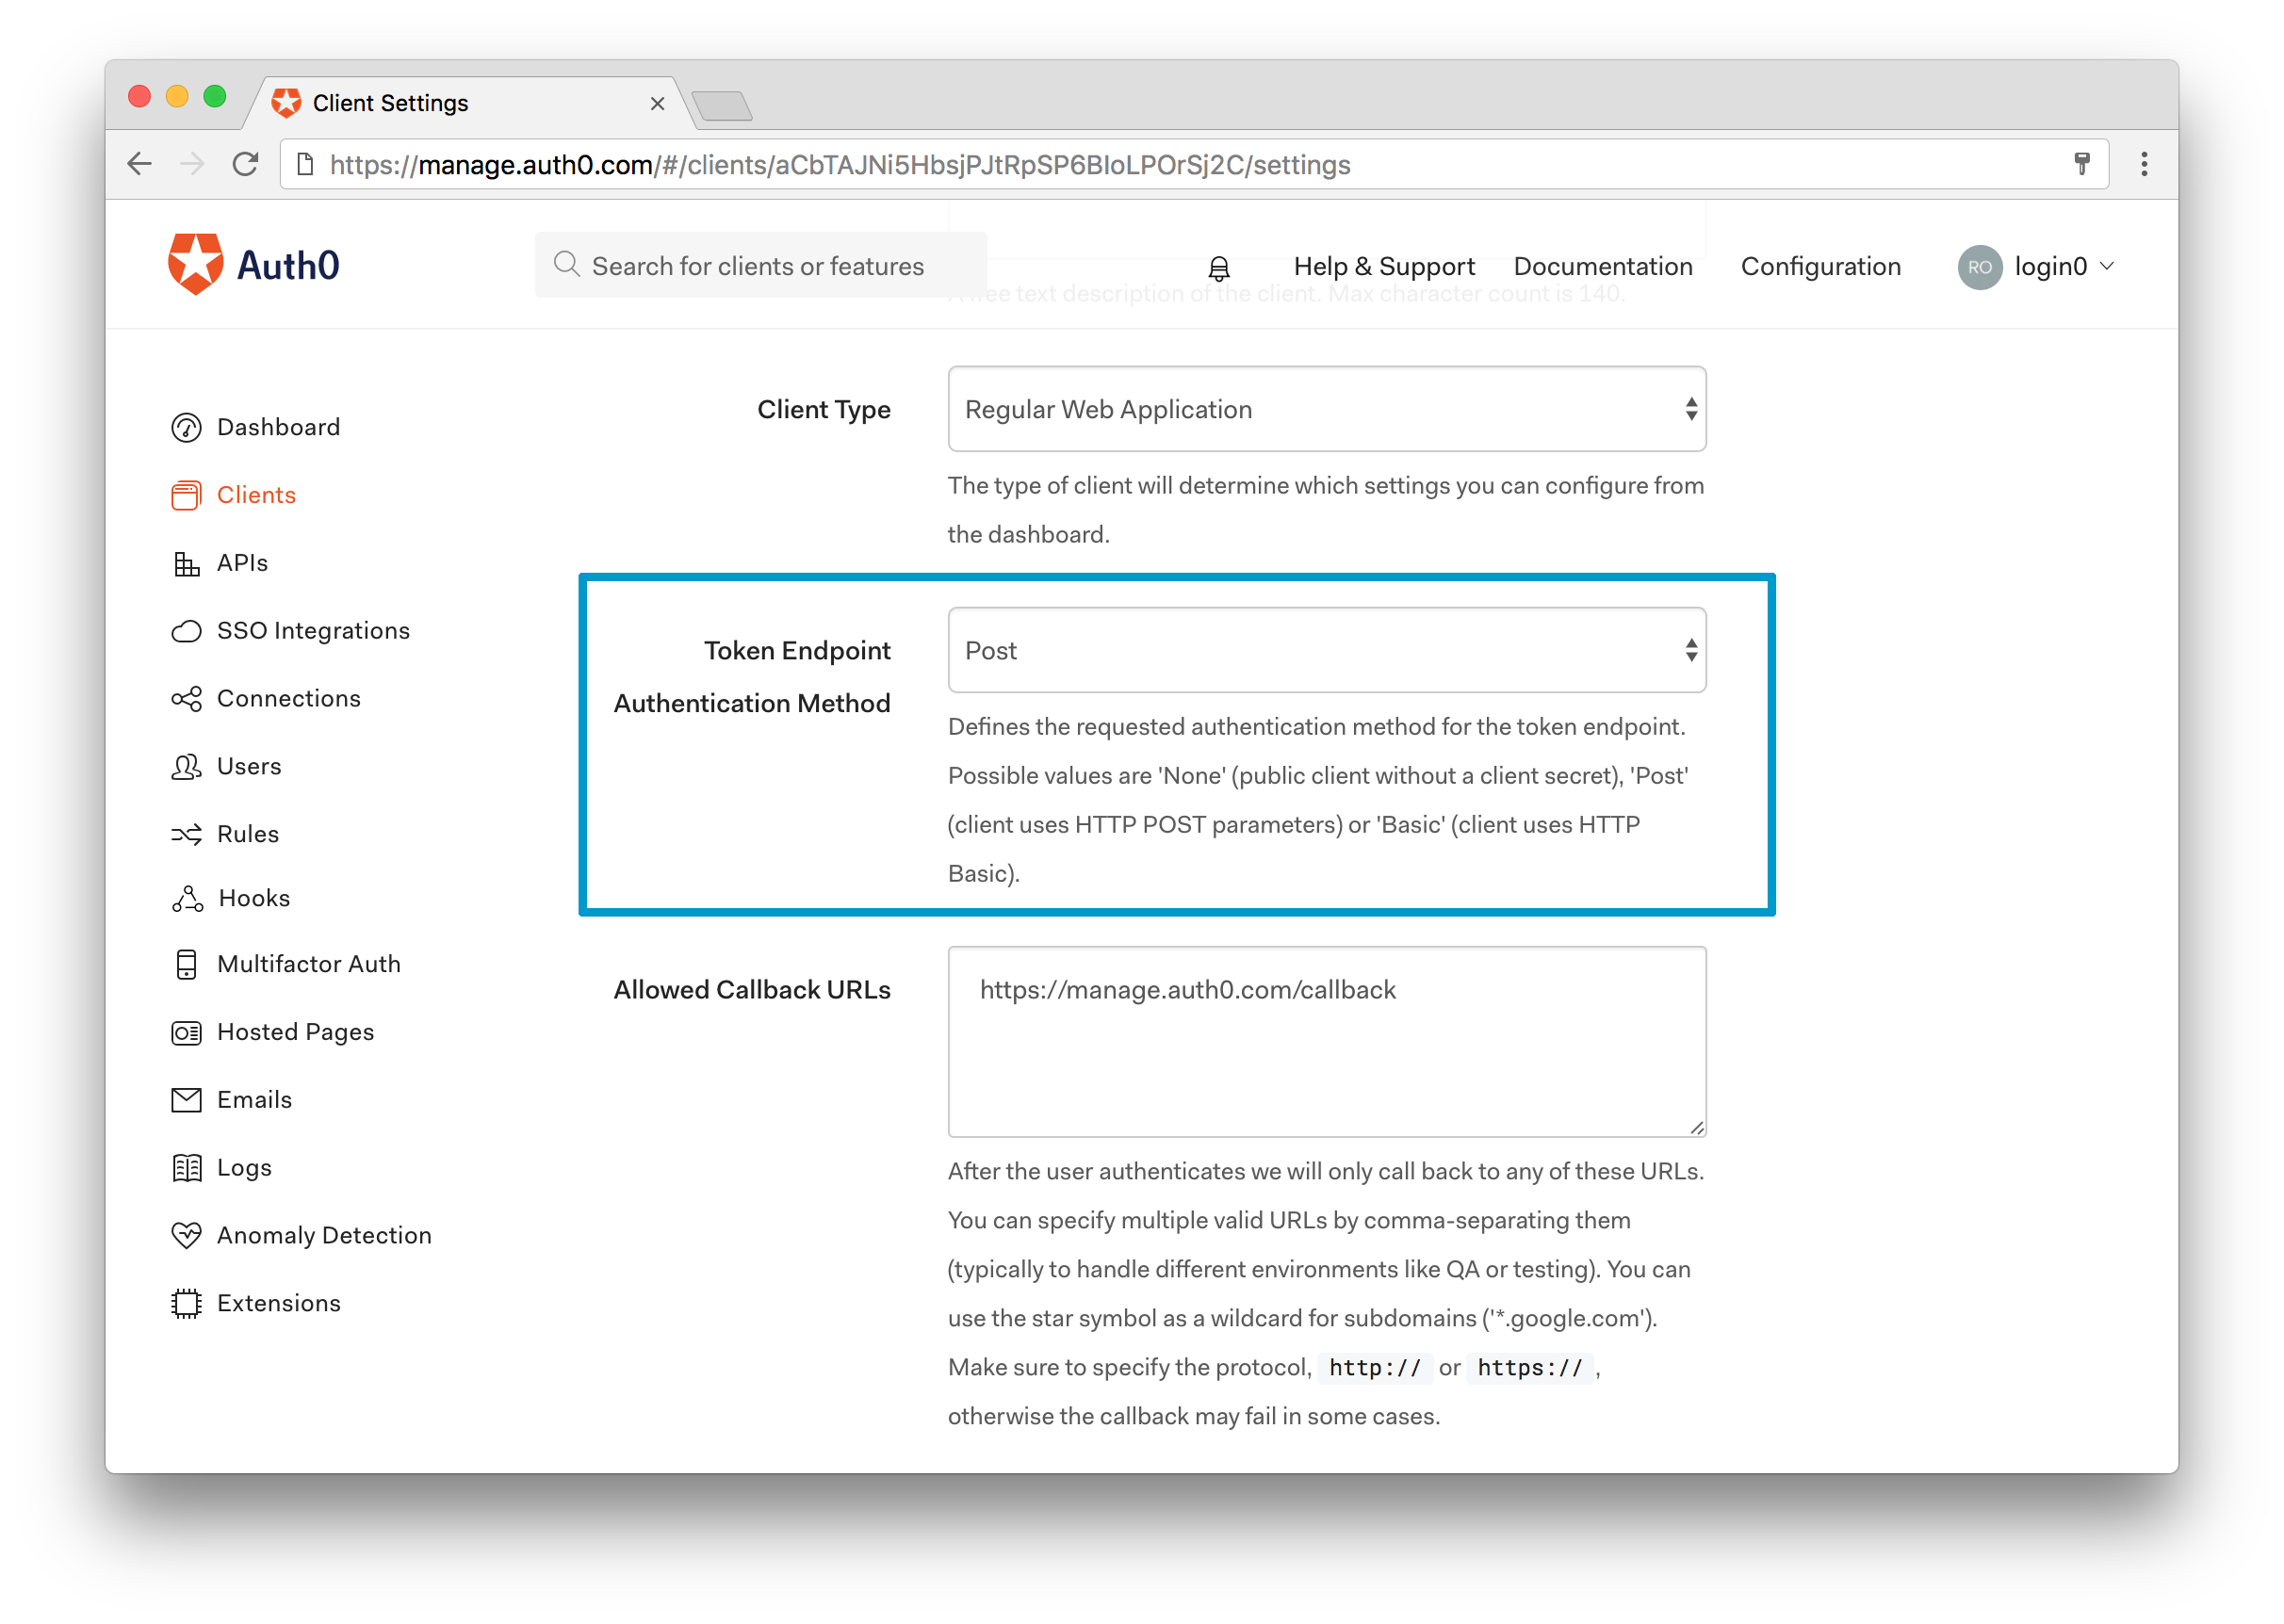 Client Settings
https://manage.auth0.com/#/clients/aCbTAJNi5HbsjPJtRpSP6BIoLPOrSj2C/settings
Auth0
Search for clients or features
Help & Support
Documentation
Configuration
RO
login0
A free text description of the client. Max character count is 140.
Dashboard
Clients
APIs
SSO Integrations
Connections
Users
Rules
Hooks
Multifactor Auth
Hosted Pages
Emails
Logs
Anomaly Detection
Extensions
Client Type
Regular Web Application
The type of client will determine which settings you can configure from
the dashboard.
Token Endpoint
Authentication Method
Post
Defines the requested authentication method for the token endpoint.
Possible values are 'None' (public client without a client secret), 'Post'
(client uses HTTP POST parameters) or 'Basic' (client uses HTTP
Basic).
Allowed Callback URLs
https://manage.auth0.com/callback
After the user authenticates we will only call back to any of these URLs.
You can specify multiple valid URLs by comma-separating them
(typically to handle different environments like QA or testing). You can
use the star symbol as a wildcard for subdomains ('*.google.com').
Make sure to specify the protocol, http:// or https:// ,
otherwise the callback may fail in some cases.